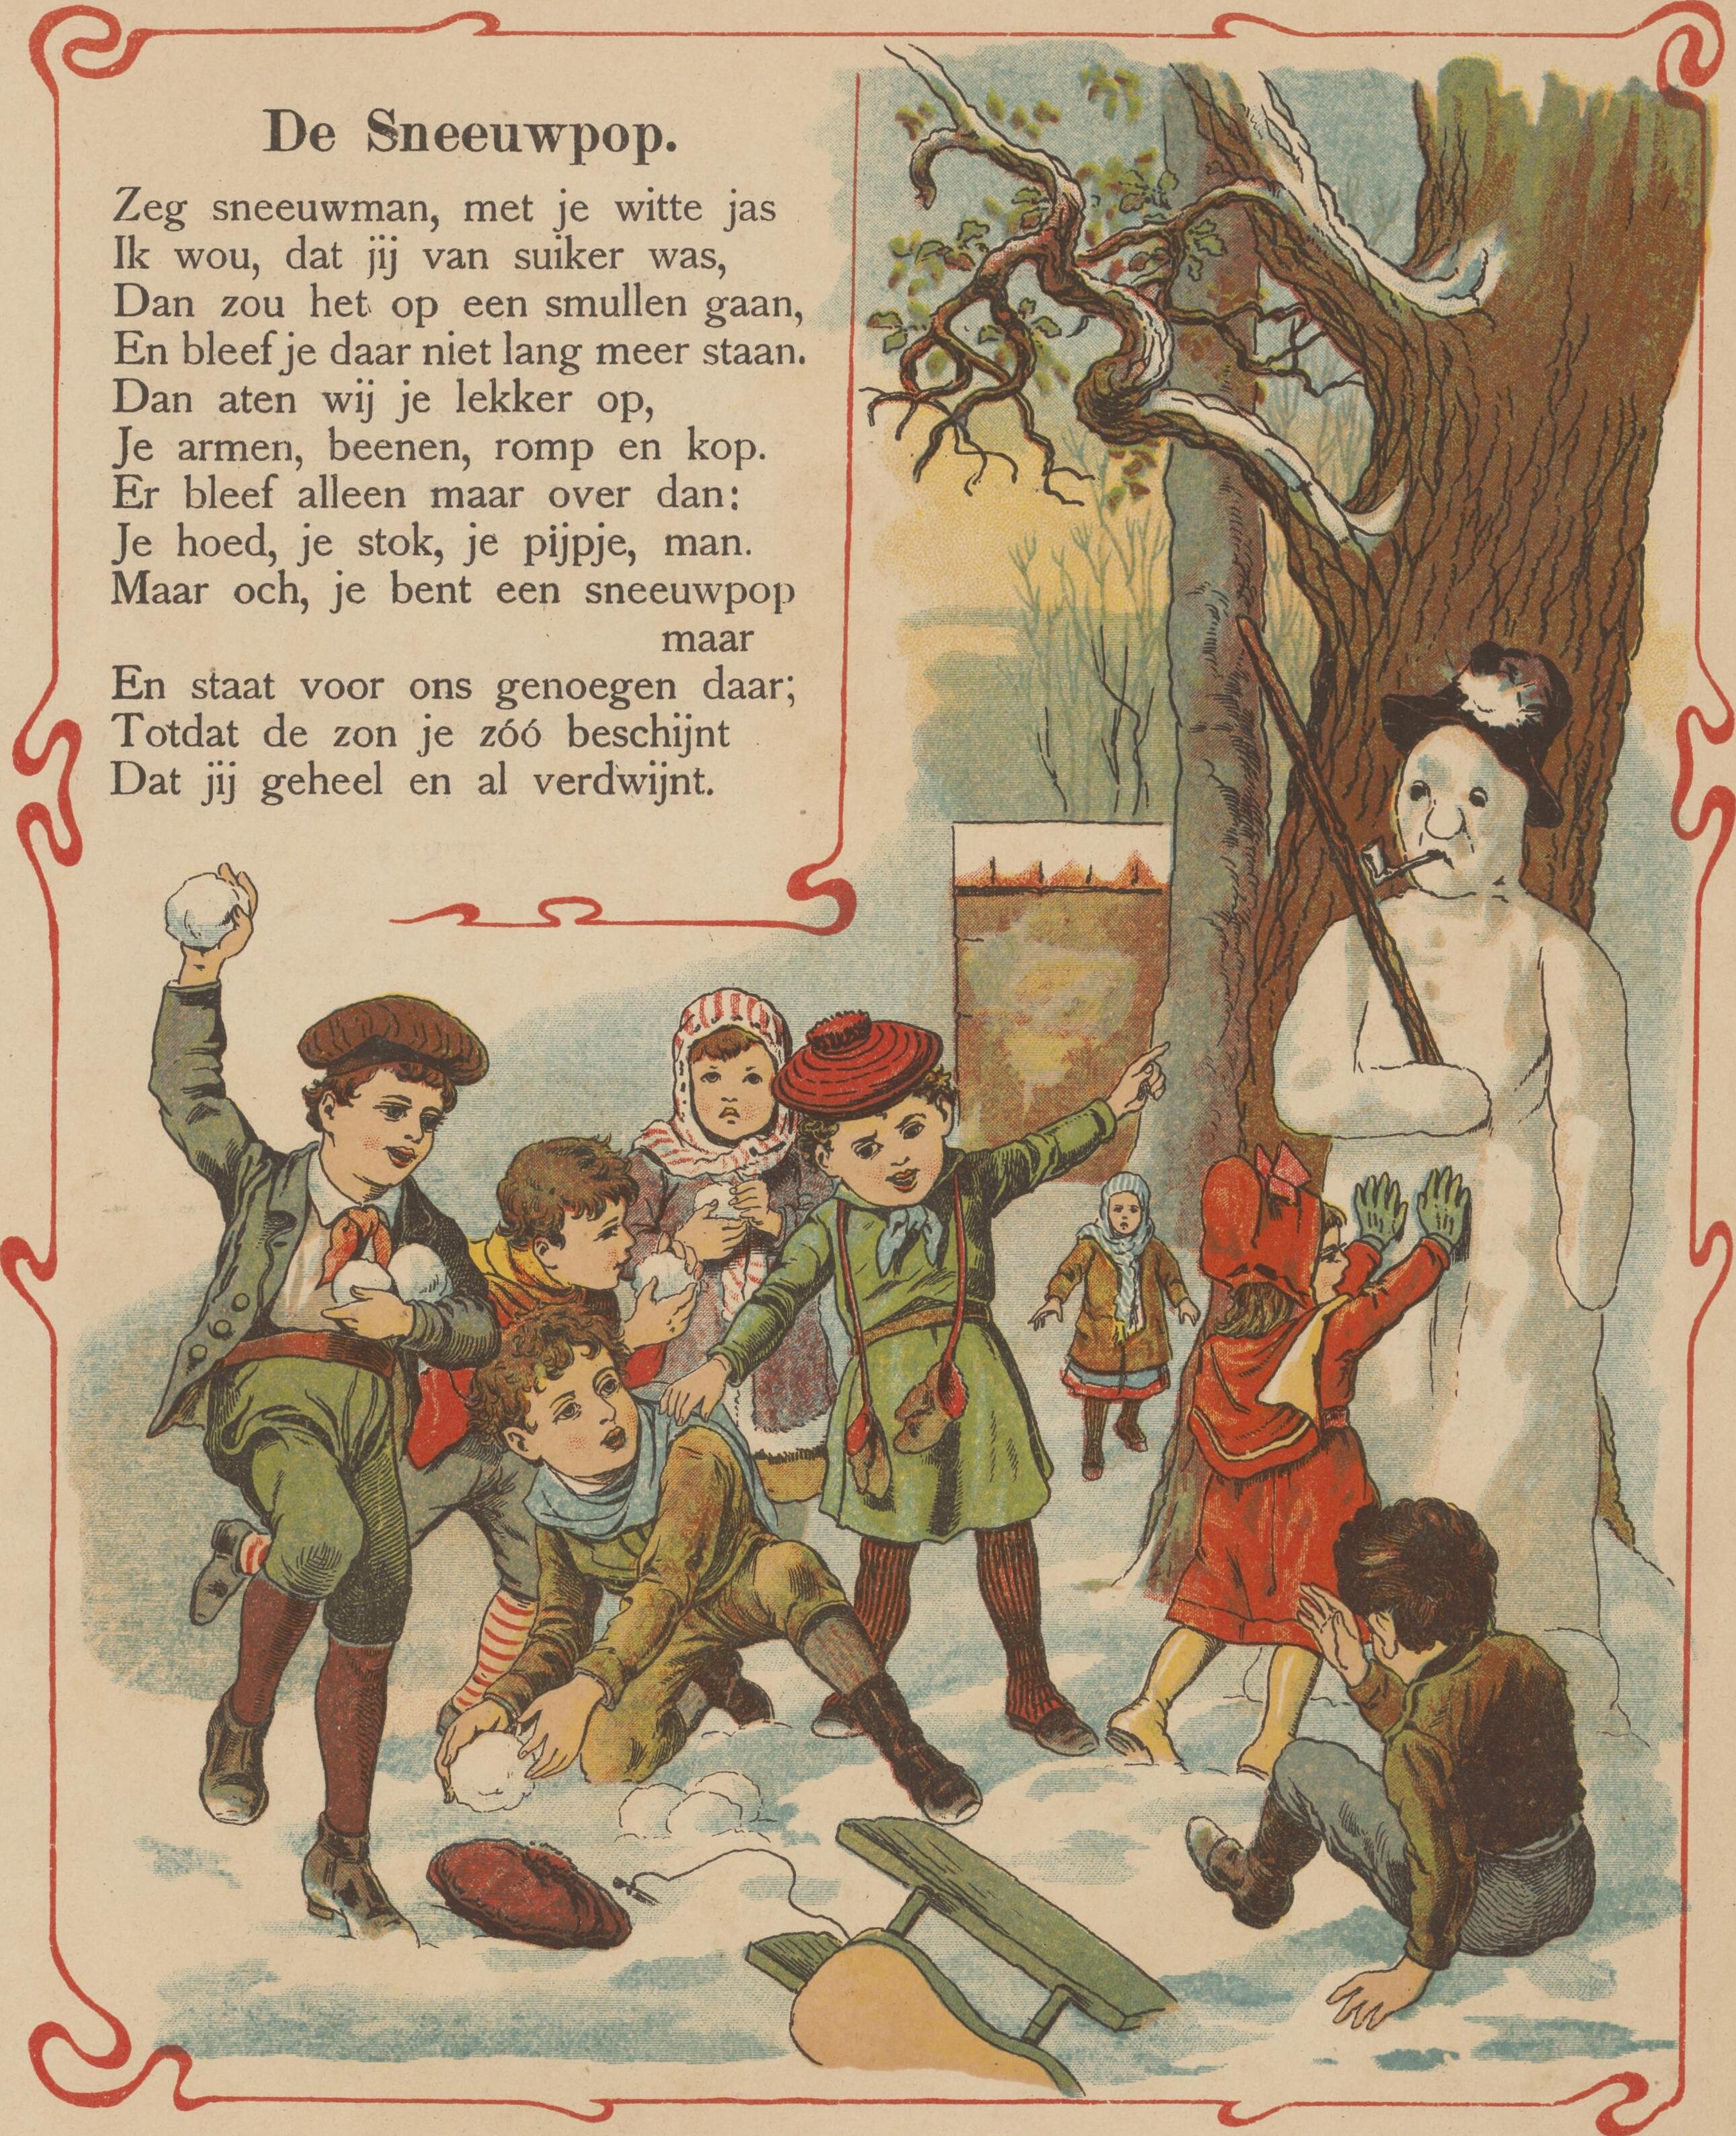 De Sneeuwpop.
Zeg sneeuwman, met je witte jas
Ik wou, dat jij van suiker was,
Dan zou het op een smullen gaan,
En bleef je daar niet lang meer staan.
Dan aten wij je lekker op,
Je armen, beenen, romp en kop.
Er bleef alleen maar over dan:
Je hoed, je stok, je pijpje, man.
Maar och, je bent een sneeuwpop
maar
En staat voor ons genoegen daar;
Totdat de zon je zóó beschijnt
Dat jij geheel en al verdwijnt.